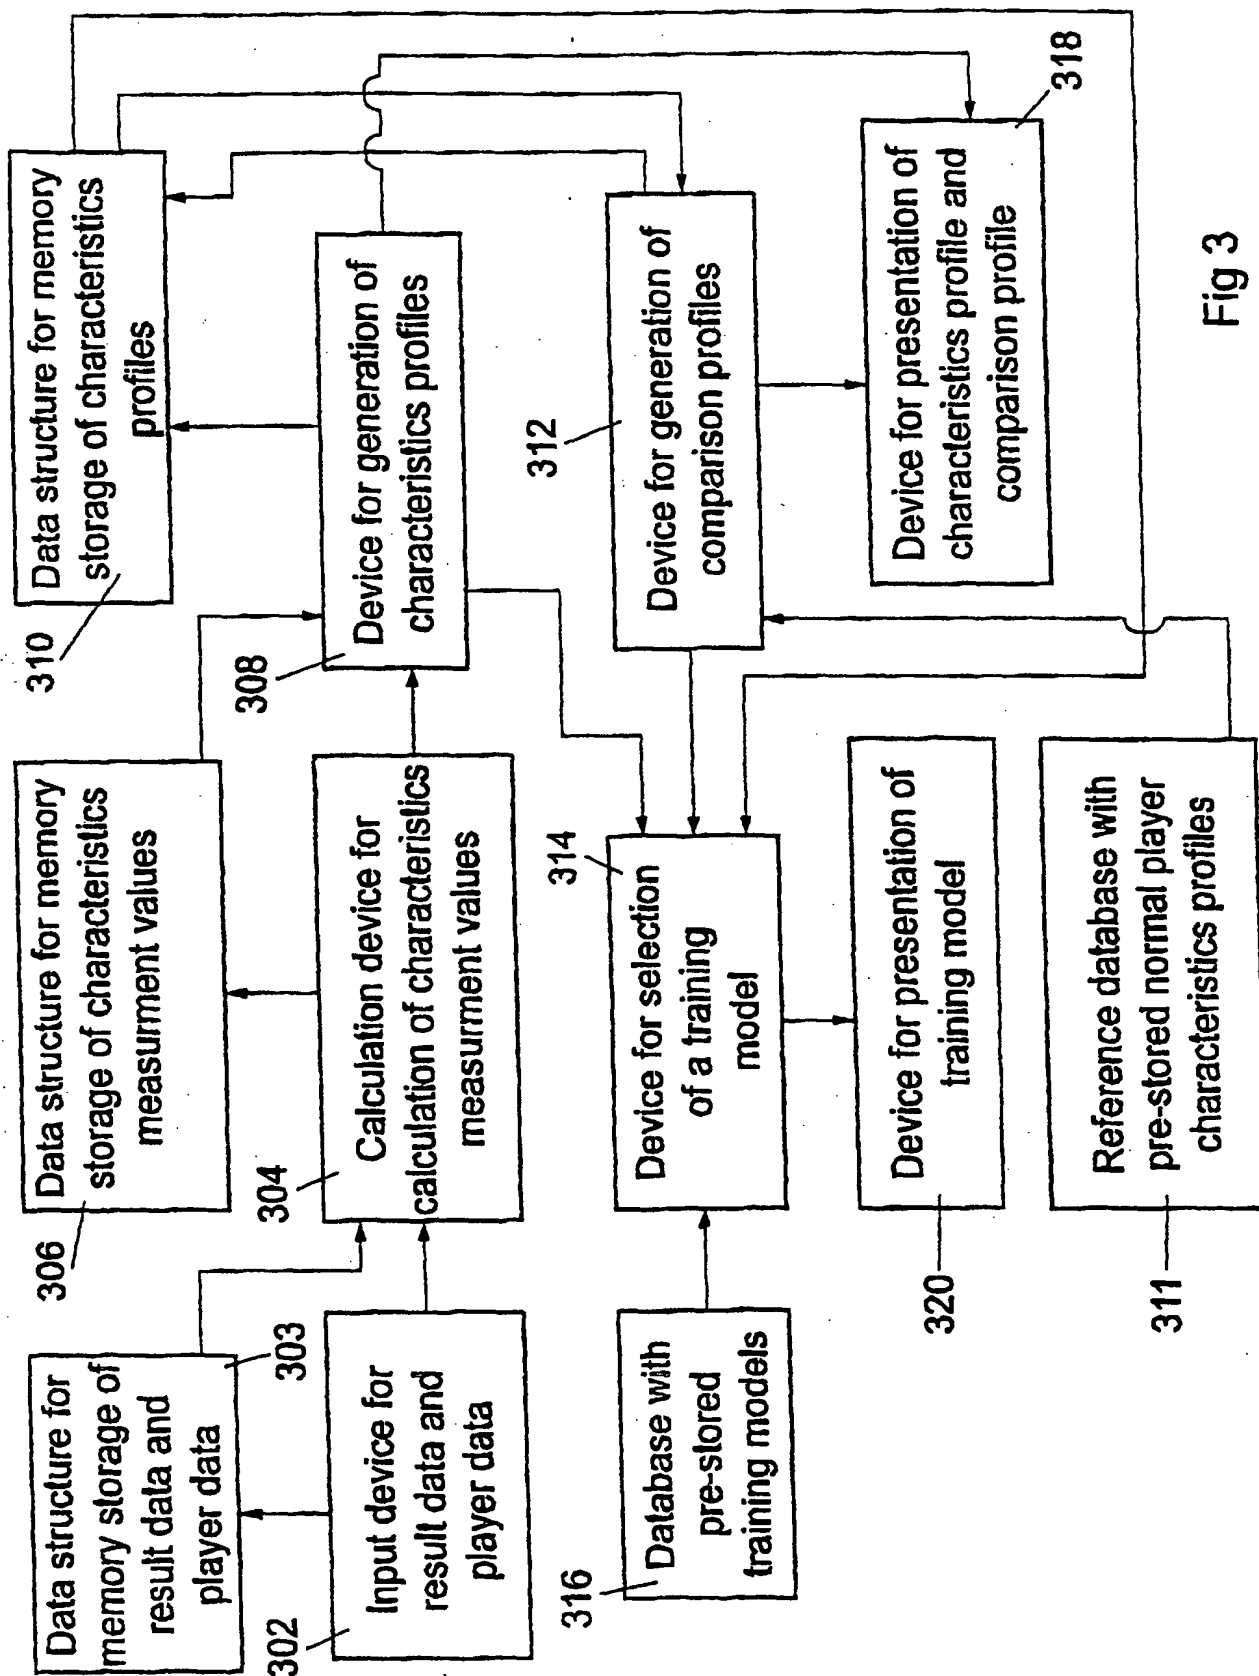 Data structure for
memory storage of
result data and
player data
303
Data structure for memory
storage of characteristics
measurment values
306
Data structure for memory
storage of characteristics
profiles
310
302
Input device for
result data and
player data
304
Calculation device for
calculation of characteristics
measurment values
308
Device for generation of
characteristics profiles
316
Database with
pre-stored
training models
314
Device for selection
of a training
model
312
Device for generation of
comparison profiles
320
Device for presentation of
training model
Device for presentation of
characteristics profile and
comparison profile
318
311
Reference database with
pre-stored normal player
characteristics profiles
Fig 3